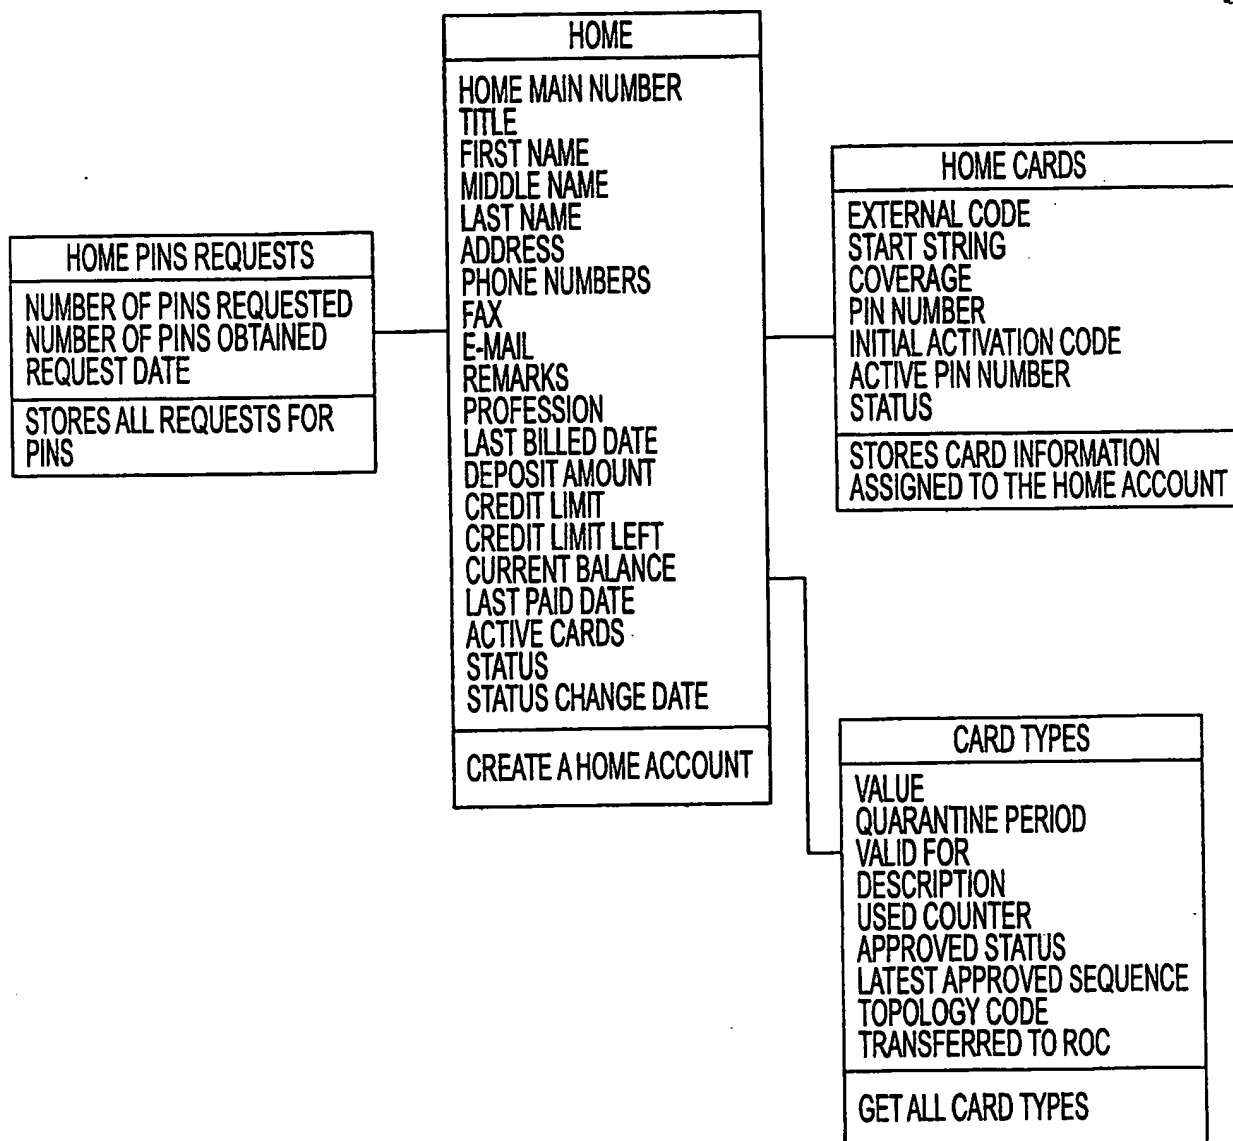 HOME
HOME MAIN NUMBER
TITLE
FIRST NAME
MIDDLE NAME
LAST NAME
ADDRESS
PHONE NUMBERS
FAX
E-MAIL
REMARKS
PROFESSION
LAST BILLED DATE
DEPOSIT AMOUNT
CREDIT LIMIT
CREDIT LIMIT LEFT
CURRENT BALANCE
LAST PAID DATE
ACTIVE CARDS
STATUS
STATUS CHANGE DATE
CREATE A HOME ACCOUNT
HOME PINS REQUESTS
NUMBER OF PINS REQUESTED
NUMBER OF PINS OBTAINED
REQUEST DATE
STORES ALL REQUESTS FOR
PINS
HOME CARDS
EXTERNAL CODE
START STRING
COVERAGE
PIN NUMBER
INITIAL ACTIVATION CODE
ACTIVE PIN NUMBER
STATUS
STORES CARD INFORMATION
ASSIGNED TO THE HOME ACCOUNT
CARD TYPES
VALUE
QUARANTINE PERIOD
VALID FOR
DESCRIPTION
USED COUNTER
APPROVED STATUS
LATEST APPROVED SEQUENCE
TOPOLOGY CODE
TRANSFERRED TO ROC
GET ALL CARD TYPES